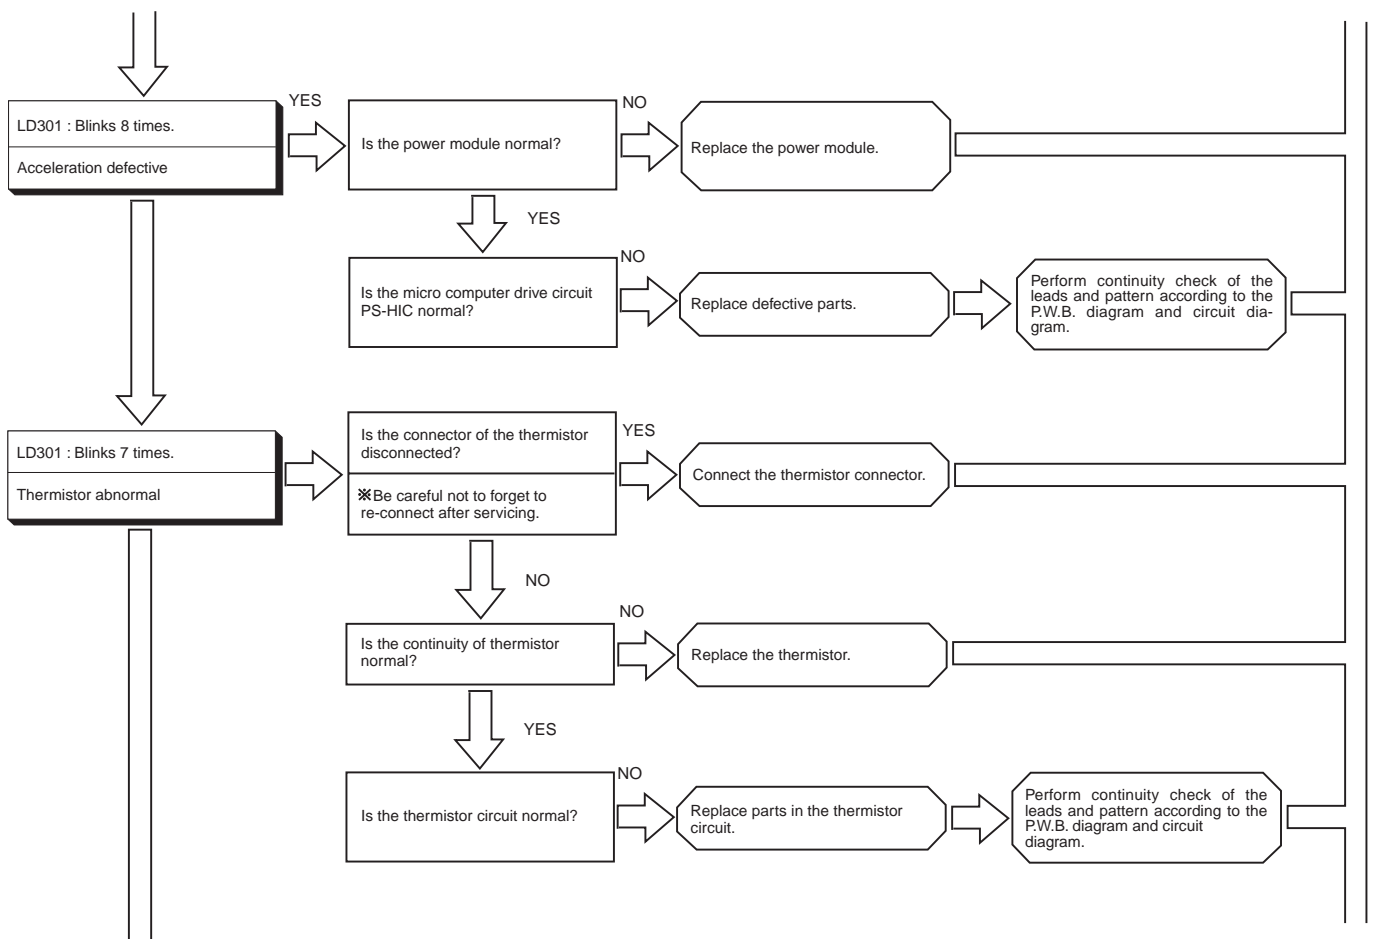 YES
NO
LD301 : Blinks 8 times.
Is the power module normal?
Replace the power module.
Acceleration defective
YES
NO
Is the micro computer drive circuit
PS-HIC normal?
Replace defective parts.
Perform continuity check of the
leads and pattern according to the
P.W.B. diagram and circuit dia-
gram.
LD301 : Blinks 7 times.
Thermistor abnormal
Is the connector of the thermistor
disconnected?
※Be careful not to forget to
re-connect after servicing.
YES
Connect the thermistor connector.
NO
NO
Is the continuity of thermistor
normal?
Replace the thermistor.
YES
NO
Is the thermistor circuit normal?
Replace parts in the thermistor
circuit.
Perform continuity check of the
leads and pattern according to the
P.W.B. diagram and circuit
diagram.